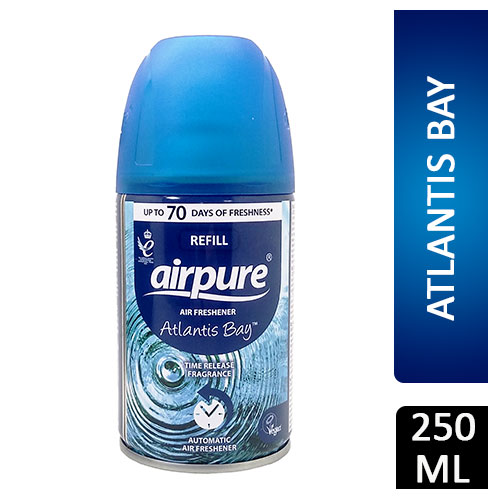 UP TO 70 DAYS OF FRESHNESS*
REFILL
airpure®
AIR FRESHENER
Atlantis Bay™
TIME RELEASE
FRAGRANCE
AUTOMATIC
AIR FRESHENER
Vegan
ATLANTIS BAY
250
ML